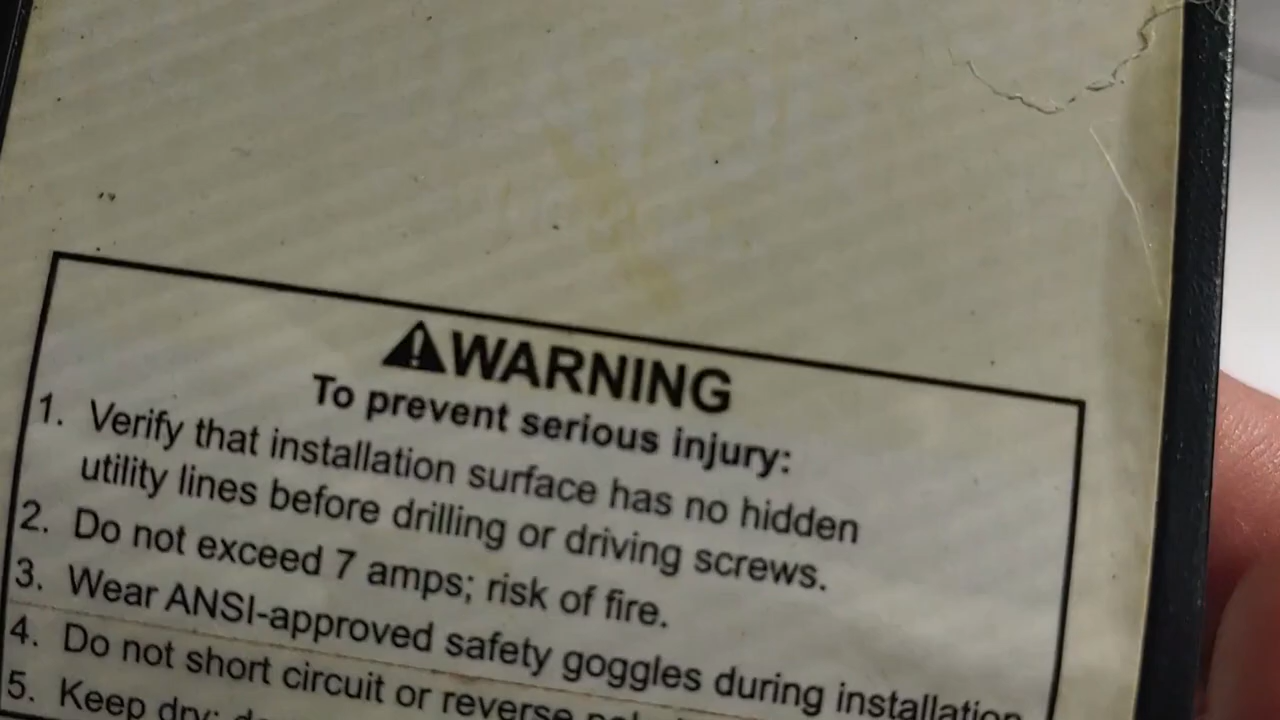 WARNING
To prevent serious injury:
1. Verify that installation surface has no hidden
utility lines before drilling or driving screws.
2. Do not exceed 7 amps; risk of fire.
3. Wear ANSI-approved safety goggles during installation
4. Do not short circuit or reverse
5. Keep dry;